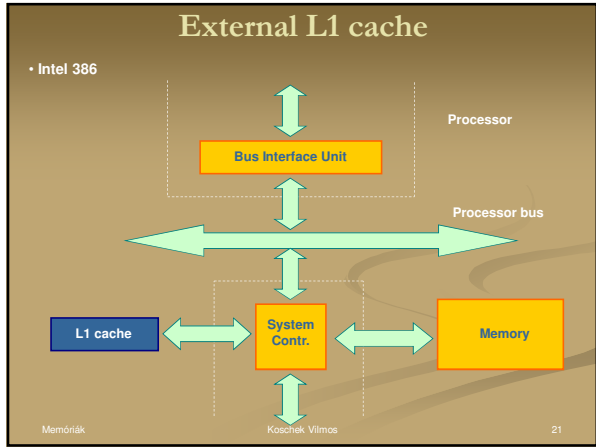 External L1 cache
• Intel 386
Processor
Bus Interface Unit
Processor bus
L1 cache
System
Contr.
Memory
Memóriák
Koschek Vilmos
21